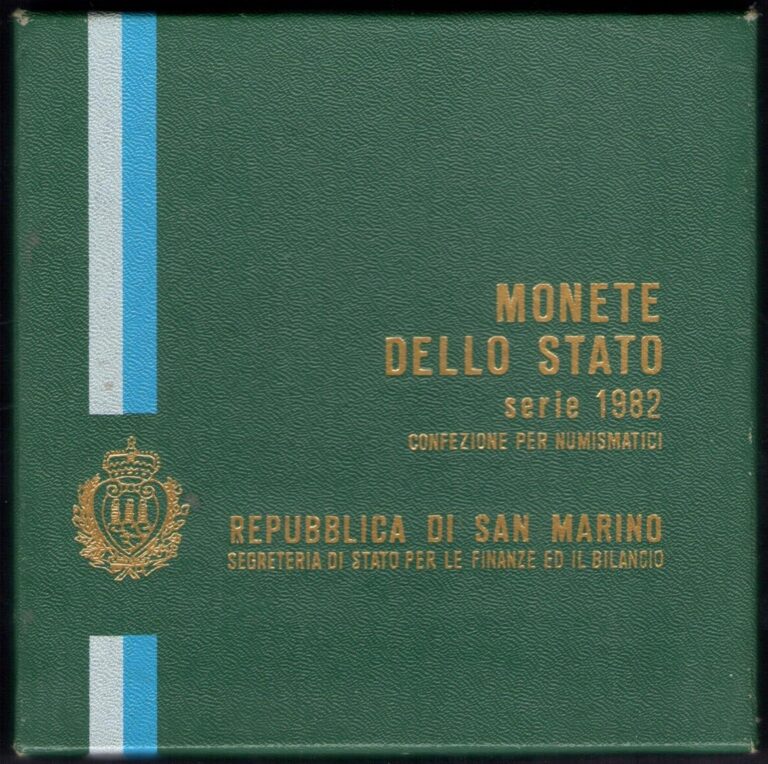 MONETE
DELLO STATO
serie 1982
CONFEZIONE PER NUMISMATICI
REPUBBLICA DI SAN MARINO
SEGRETERIA DI STATO PER LE FINANZE ED IL BILANCIO